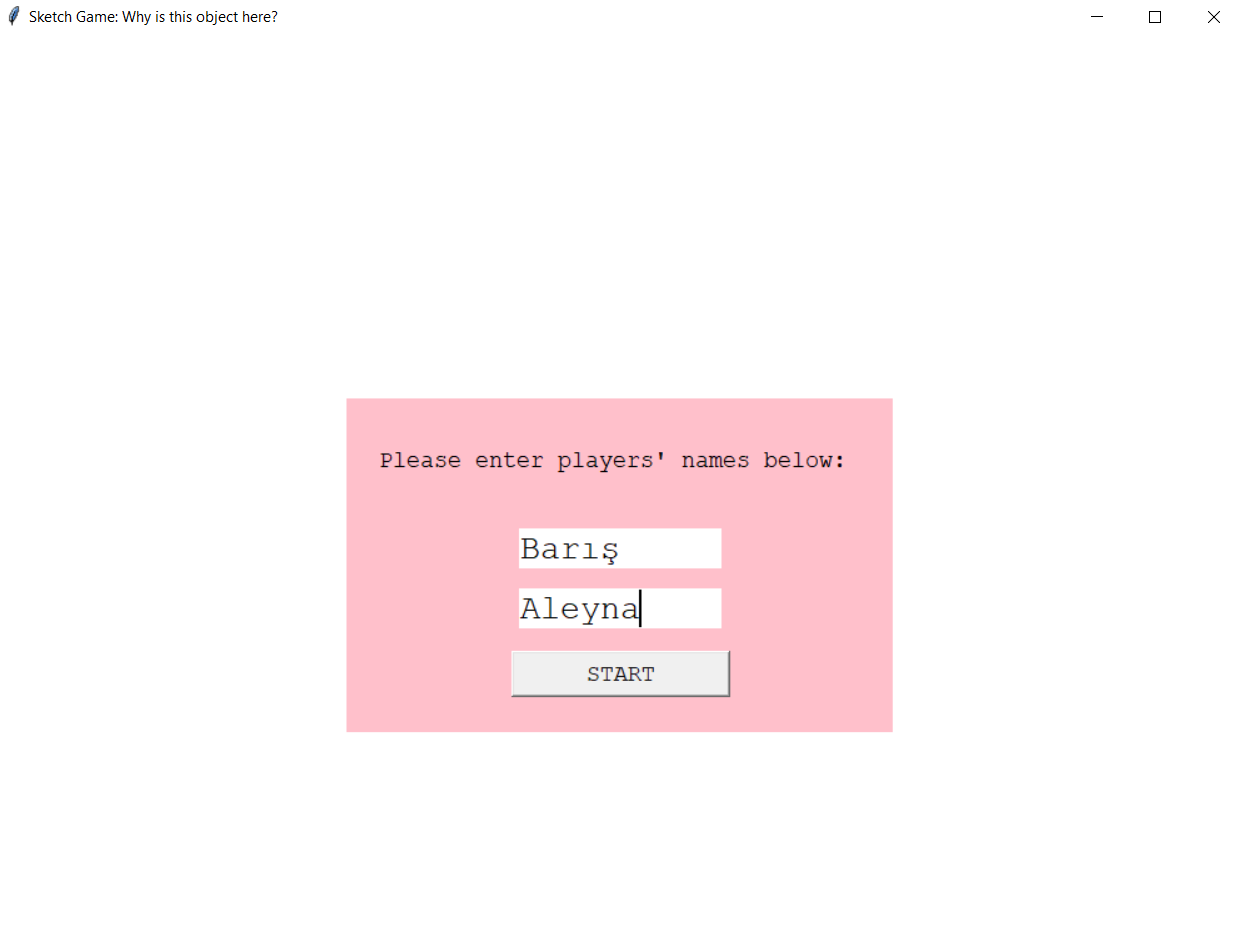 Sketch Game: Why is this object here?
Please enter players' names below:
Barış
Aleyna
START